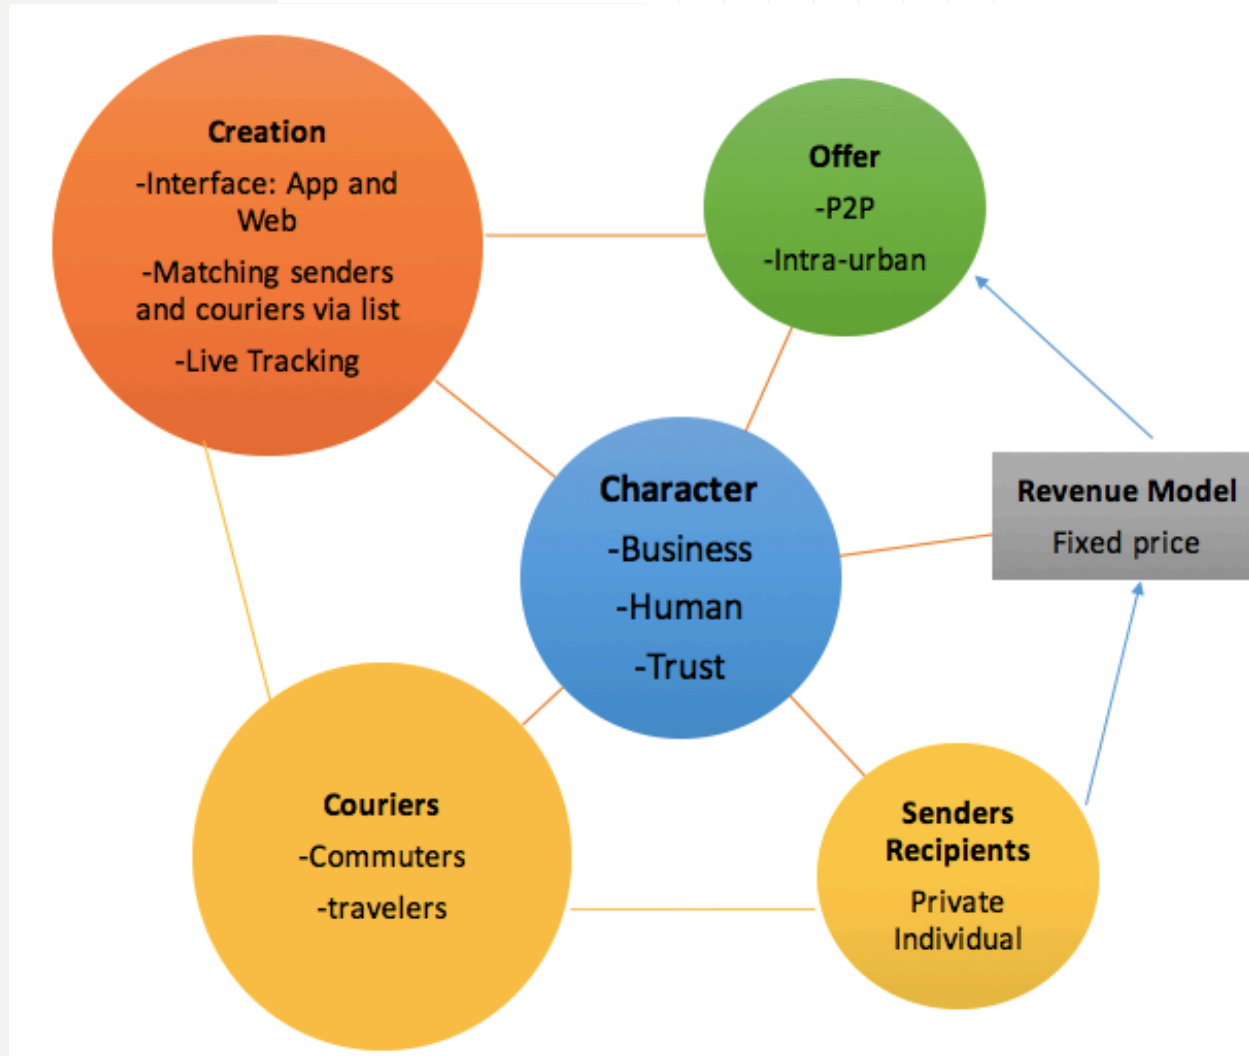 Creation
-Interface: App and
Web
-Matching senders
and couriers via list
-Live Tracking
Offer
-P2P
-Intra-urban
Character
-Business
-Human
-Trust
Revenue Model
Fixed price
Couriers
-Commuters
-travelers
Senders
Recipients
Private
Individual